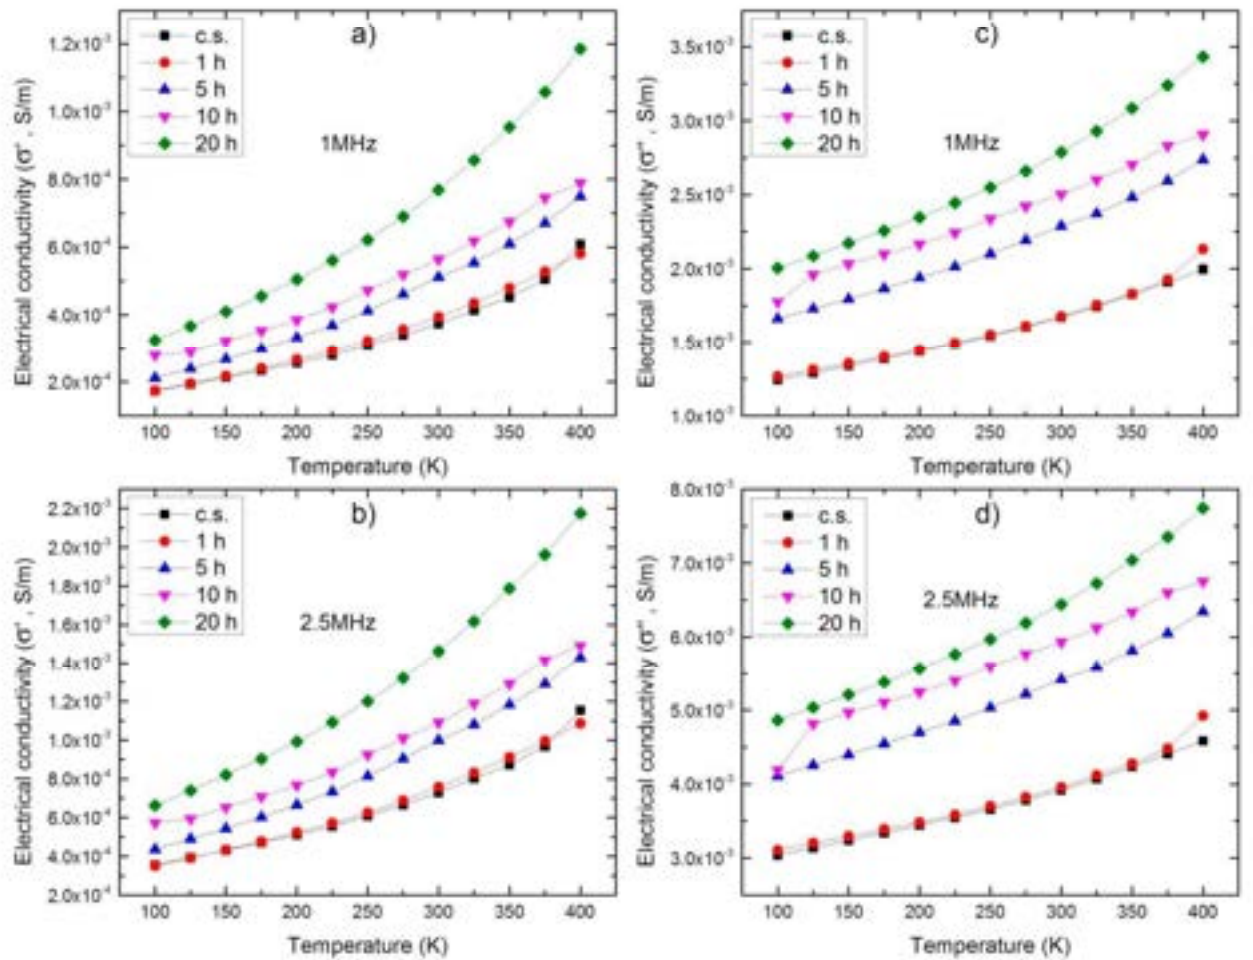 a)
c.s.
1 h
5 h
10 h
20 h
1MHz
1.2x10⁻³
1.0x10⁻³
8.0x10⁻⁴
6.0x10⁻⁴
4.0x10⁻⁴
2.0x10⁻⁴
Electrical conductivity (σ' , S/m)
100 150 200 250 300 350 400
Temperature (K)
c)
c.s.
1 h
5 h
10 h
20 h
1MHz
3.5x10⁻³
3.0x10⁻³
2.5x10⁻³
2.0x10⁻³
1.5x10⁻³
1.0x10⁻³
Electrical conductivity (σ'' , S/m)
100 150 200 250 300 350 400
Temperature (K)
b)
c.s.
1 h
5 h
10 h
20 h
2.5MHz
2.2x10⁻³
2.0x10⁻³
1.8x10⁻³
1.6x10⁻³
1.4x10⁻³
1.2x10⁻³
1.0x10⁻³
8.0x10⁻⁴
6.0x10⁻⁴
4.0x10⁻⁴
2.0x10⁻⁴
Electrical conductivity (σ' , S/m)
100 150 200 250 300 350 400
Temperature (K)
d)
c.s.
1 h
5 h
10 h
20 h
2.5MHz
8.0x10⁻³
7.0x10⁻³
6.0x10⁻³
5.0x10⁻³
4.0x10⁻³
3.0x10⁻³
Electrical conductivity (σ'' , S/m)
100 150 200 250 300 350 400
Temperature (K)